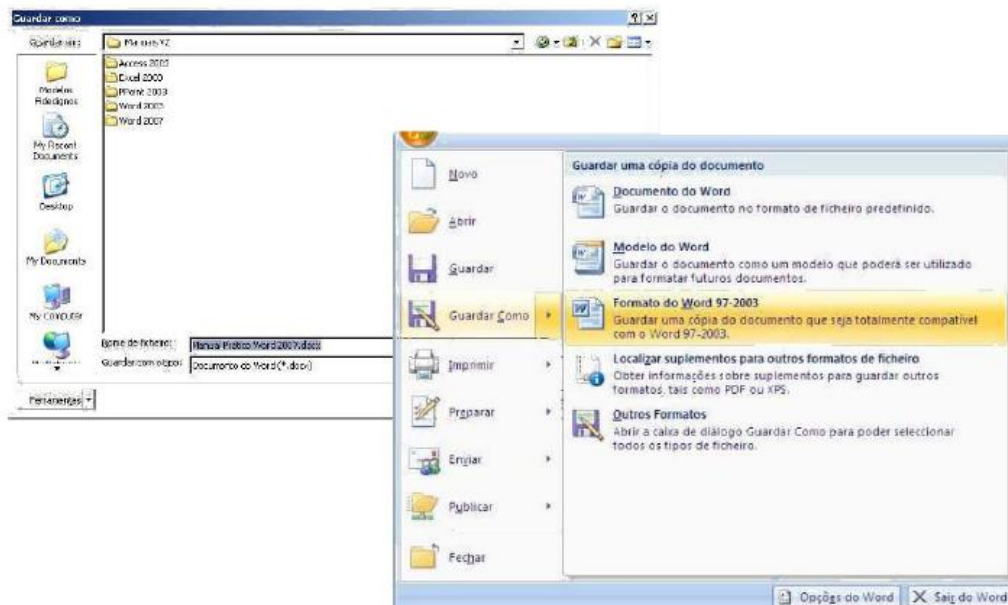 Guardar como
Guardar em:
Manuais YZ
Access 2003
Excel 2003
PPoint 2003
Word 2003
Word 2007
Modelos
Fidedignos
My Recent
Documents
Desktop
My Documents
My Computer
Nome do ficheiro:
Manual Prático Word 2007.docx
Guardar com o tipo:
Documento do Word (*.docx)
Ferramentas
Novo
Abrir
Guardar
Guardar Como
Imprimir
Preparar
Enviar
Publicar
Fechar
Guardar uma cópia do documento
Documento do Word
Guardar o documento no formato de ficheiro predefinido.
Modelo do Word
Guardar o documento como um modelo que poderá ser utilizado
para formatar futuros documentos.
Formato do Word 97-2003
Guardar uma cópia do documento que seja totalmente compatível
com o Word 97-2003.
Localizar suplementos para outros formatos de ficheiro
Obter informações sobre suplementos para guardar outros
formatos, tais como PDF ou XPS.
Outros Formatos
Abrir a caixa de diálogo Guardar Como para poder seleccionar
todos os tipos de ficheiro.
Opções do Word
Sair do Word